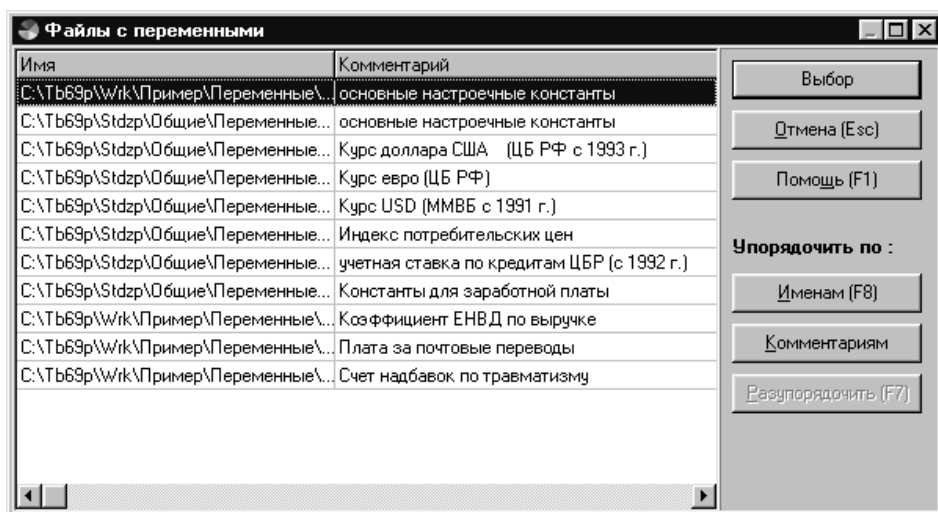 Файлы с переменными
Имя Комментарий
C:\Tb69p\Wrk\Пример\Переменные\... основные настроечные константы
C:\Tb69p\Stdzp\Общие\Переменные... основные настроечные константы
C:\Tb69p\Stdzp\Общие\Переменные... Курс доллара США (ЦБ РФ с 1993 г.)
C:\Tb69p\Stdzp\Общие\Переменные... Курс евро (ЦБ РФ)
C:\Tb69p\Stdzp\Общие\Переменные... Курс USD (ММВБ с 1991 г.)
C:\Tb69p\Stdzp\Общие\Переменные... Индекс потребительских цен
C:\Tb69p\Stdzp\Общие\Переменные... учетная ставка по кредитам ЦБР (с 1992 г.)
C:\Tb69p\Stdzp\Общие\Переменные... Константы для заработной платы
C:\Tb69p\Wrk\Пример\Переменные\... Коэффициент ЕНВД по выручке
C:\Tb69p\Wrk\Пример\Переменные\... Плата за почтовые переводы
C:\Tb69p\Wrk\Пример\Переменные\... Счет надбавок по травматизму
Выбор
Отмена (Esc)
Помощь (F1)
Упорядочить по :
Именам (F8)
Комментариям
Разупорядочить (F7)